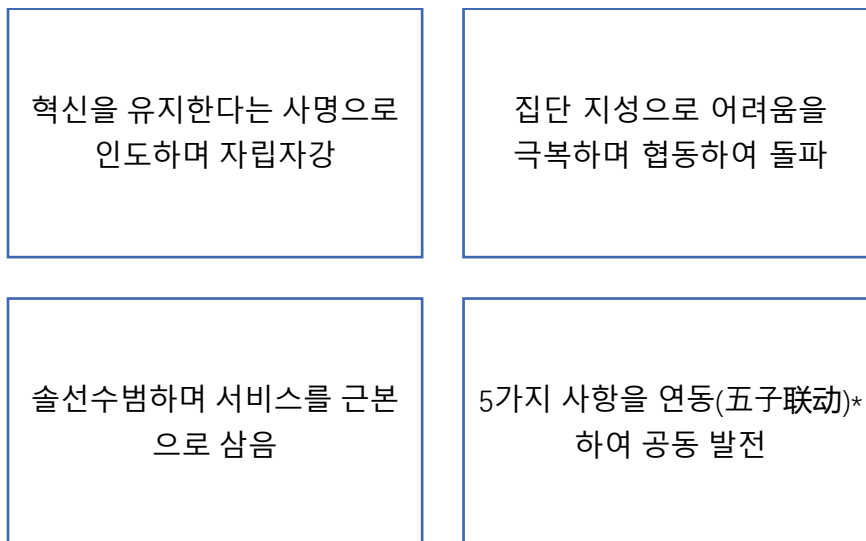 혁신을 유지한다는 사명으로
인도하며 자립자강
집단 지성으로 어려움을
극복하며 협동하여 돌파
솔선수범하며 서비스를 근본
으로 삼음
5가지 사항을 연동(五子联动)*
하여 공동 발전